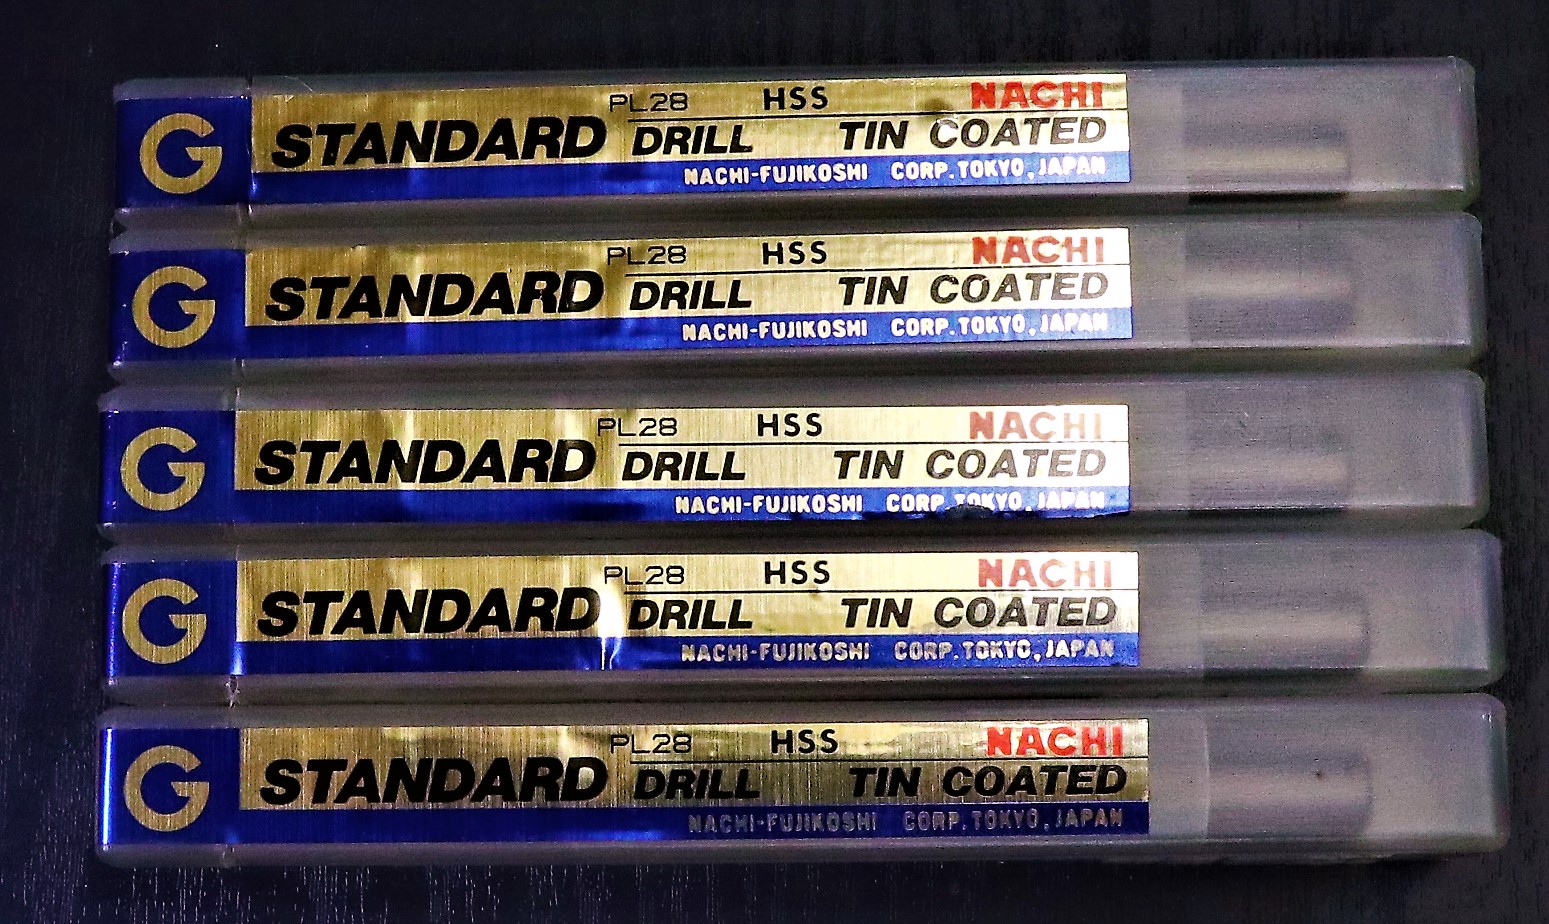 G PL28 HSS NACHI
STANDARD DRILL TIN COATED
NACHI-FUJIKOSHI CORP. TOKYO, JAPAN
G PL28 HSS NACHI
STANDARD DRILL TIN COATED
NACHI-FUJIKOSHI CORP. TOKYO, JAPAN
G PL28 HSS NACHI
STANDARD DRILL TIN COATED
NACHI-FUJIKOSHI CORP. TOKYO, JAPAN
G PL28 HSS NACHI
STANDARD DRILL TIN COATED
NACHI-FUJIKOSHI CORP. TOKYO, JAPAN
G PL28 HSS NACHI
STANDARD DRILL TIN COATED
NACHI-FUJIKOSHI CORP. TOKYO, JAPAN